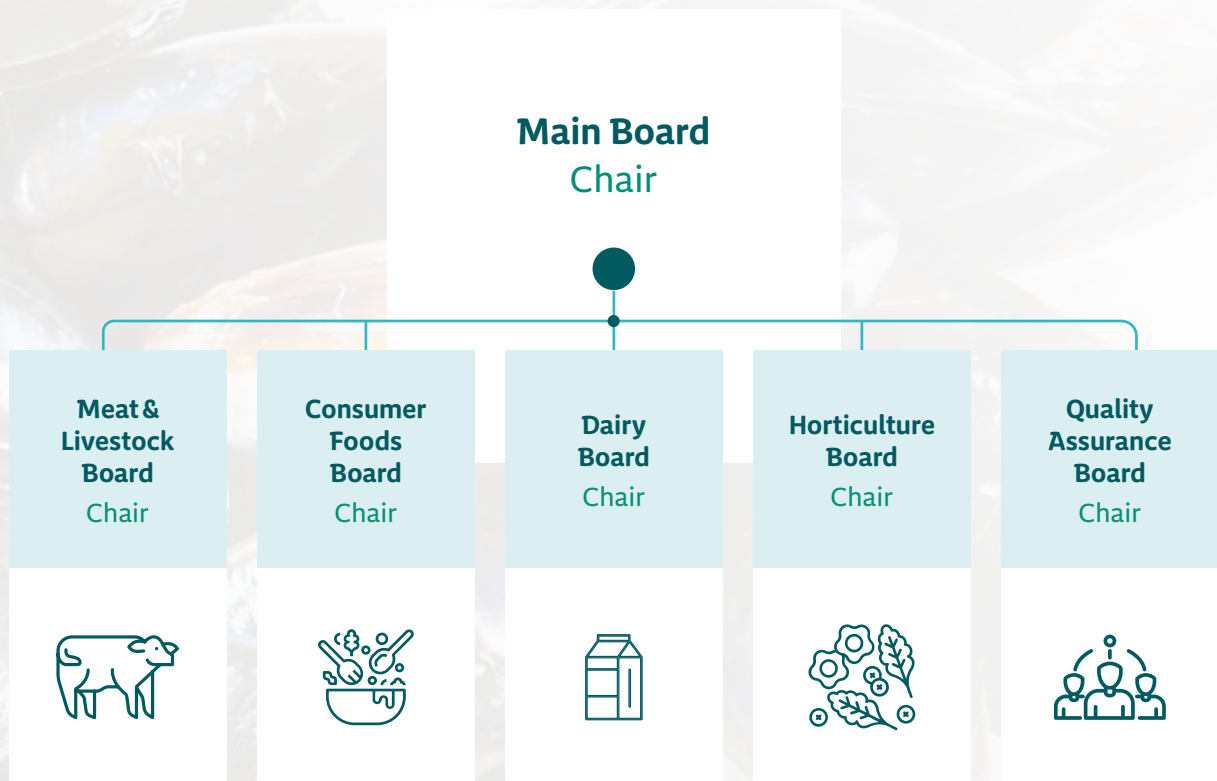 Main Board
Chair
Meat &
Livestock
Board
Chair
Consumer
Foods
Board
Chair
Dairy
Board
Chair
Horticulture
Board
Chair
Quality
Assurance
Board
Chair